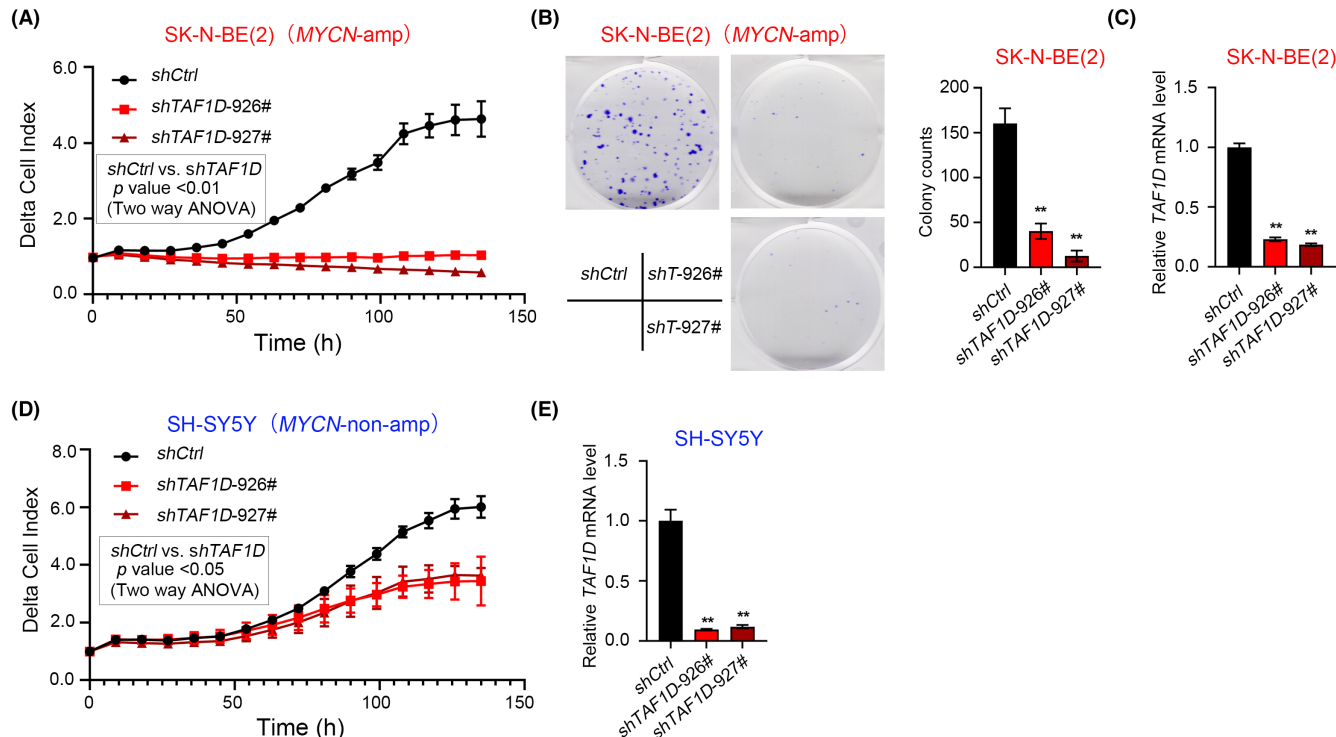 (A)
SK-N-BE(2)（MYCN-amp）
Delta Cell Index
6.0
4.0
2.0
0.0
shCtrl
shTAF1D-926#
shTAF1D-927#
shCtrl vs. shTAF1D
p value <0.01
(Two way ANOVA)
0
50
100
150
Time (h)
(B)
SK-N-BE(2)（MYCN-amp）
shCtrl
shT-926#
shT-927#
SK-N-BE(2)
Colony counts
200
150
100
50
0
**
**
shCtrl
shTAF1D-926#
shTAF1D-927#
(C)
SK-N-BE(2)
Relative TAF1D mRNA level
1.5
1.0
0.5
0.0
**
**
shCtrl
shTAF1D-926#
shTAF1D-927#
(D)
SH-SY5Y（MYCN-non-amp）
Delta Cell Index
8.0
6.0
4.0
2.0
0.0
shCtrl
shTAF1D-926#
shTAF1D-927#
shCtrl vs. shTAF1D
p value <0.05
(Two way ANOVA)
0
50
100
150
Time (h)
(E)
SH-SY5Y
Relative TAF1D mRNA level
1.5
1.0
0.5
0.0
**
**
shCtrl
shTAF1D-926#
shTAF1D-927#